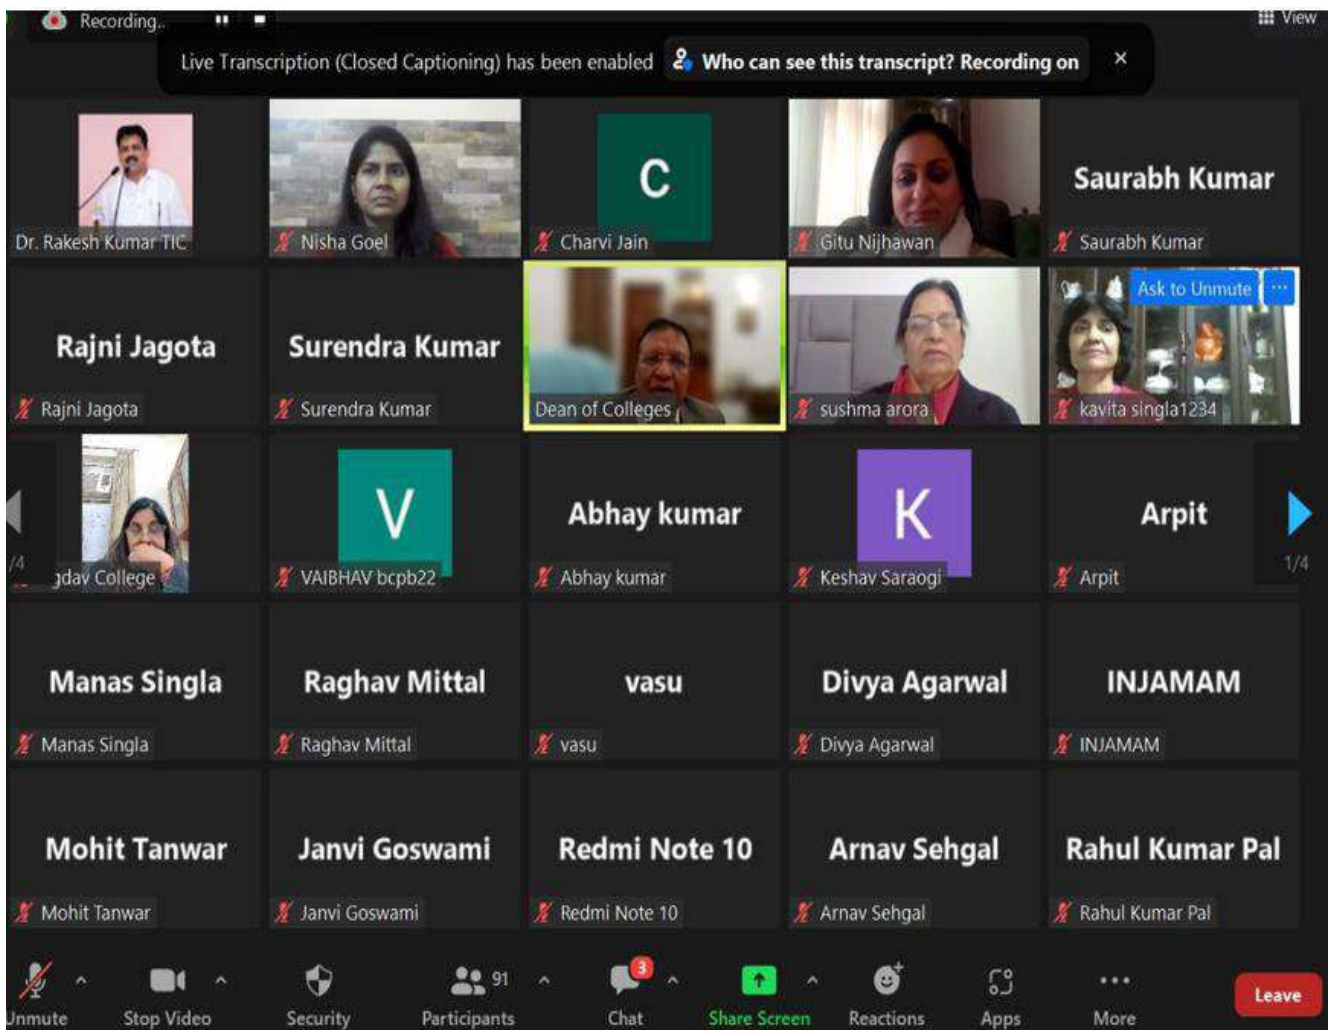 Recording..
View
Live Transcription (Closed Captioning) has been enabled Who can see this transcript? Recording on ×
Dr. Rakesh Kumar TIC
Nisha Goel
C
Charvi Jain
Gitu Nijhawan
Saurabh Kumar
Saurabh Kumar
Rajni Jagota
Rajni Jagota
Surendra Kumar
Surendra Kumar
Dean of Colleges
sushma arora
Ask to Unmute ...
kavita singla1234
/4
gdav College
V
VAIBHAV bcpb22
Abhay kumar
Abhay kumar
K
Keshav Saraogi
Arpit
Arpit
1/4
Manas Singla
Manas Singla
Raghav Mittal
Raghav Mittal
vasu
vasu
Divya Agarwal
Divya Agarwal
INJAMAM
INJAMAM
Mohit Tanwar
Mohit Tanwar
Janvi Goswami
Janvi Goswami
Redmi Note 10
Redmi Note 10
Arnav Sehgal
Arnav Sehgal
Rahul Kumar Pal
Rahul Kumar Pal
Unmute
Stop Video
Security
91
Participants
3
Chat
Share Screen
Reactions
Apps
More
Leave